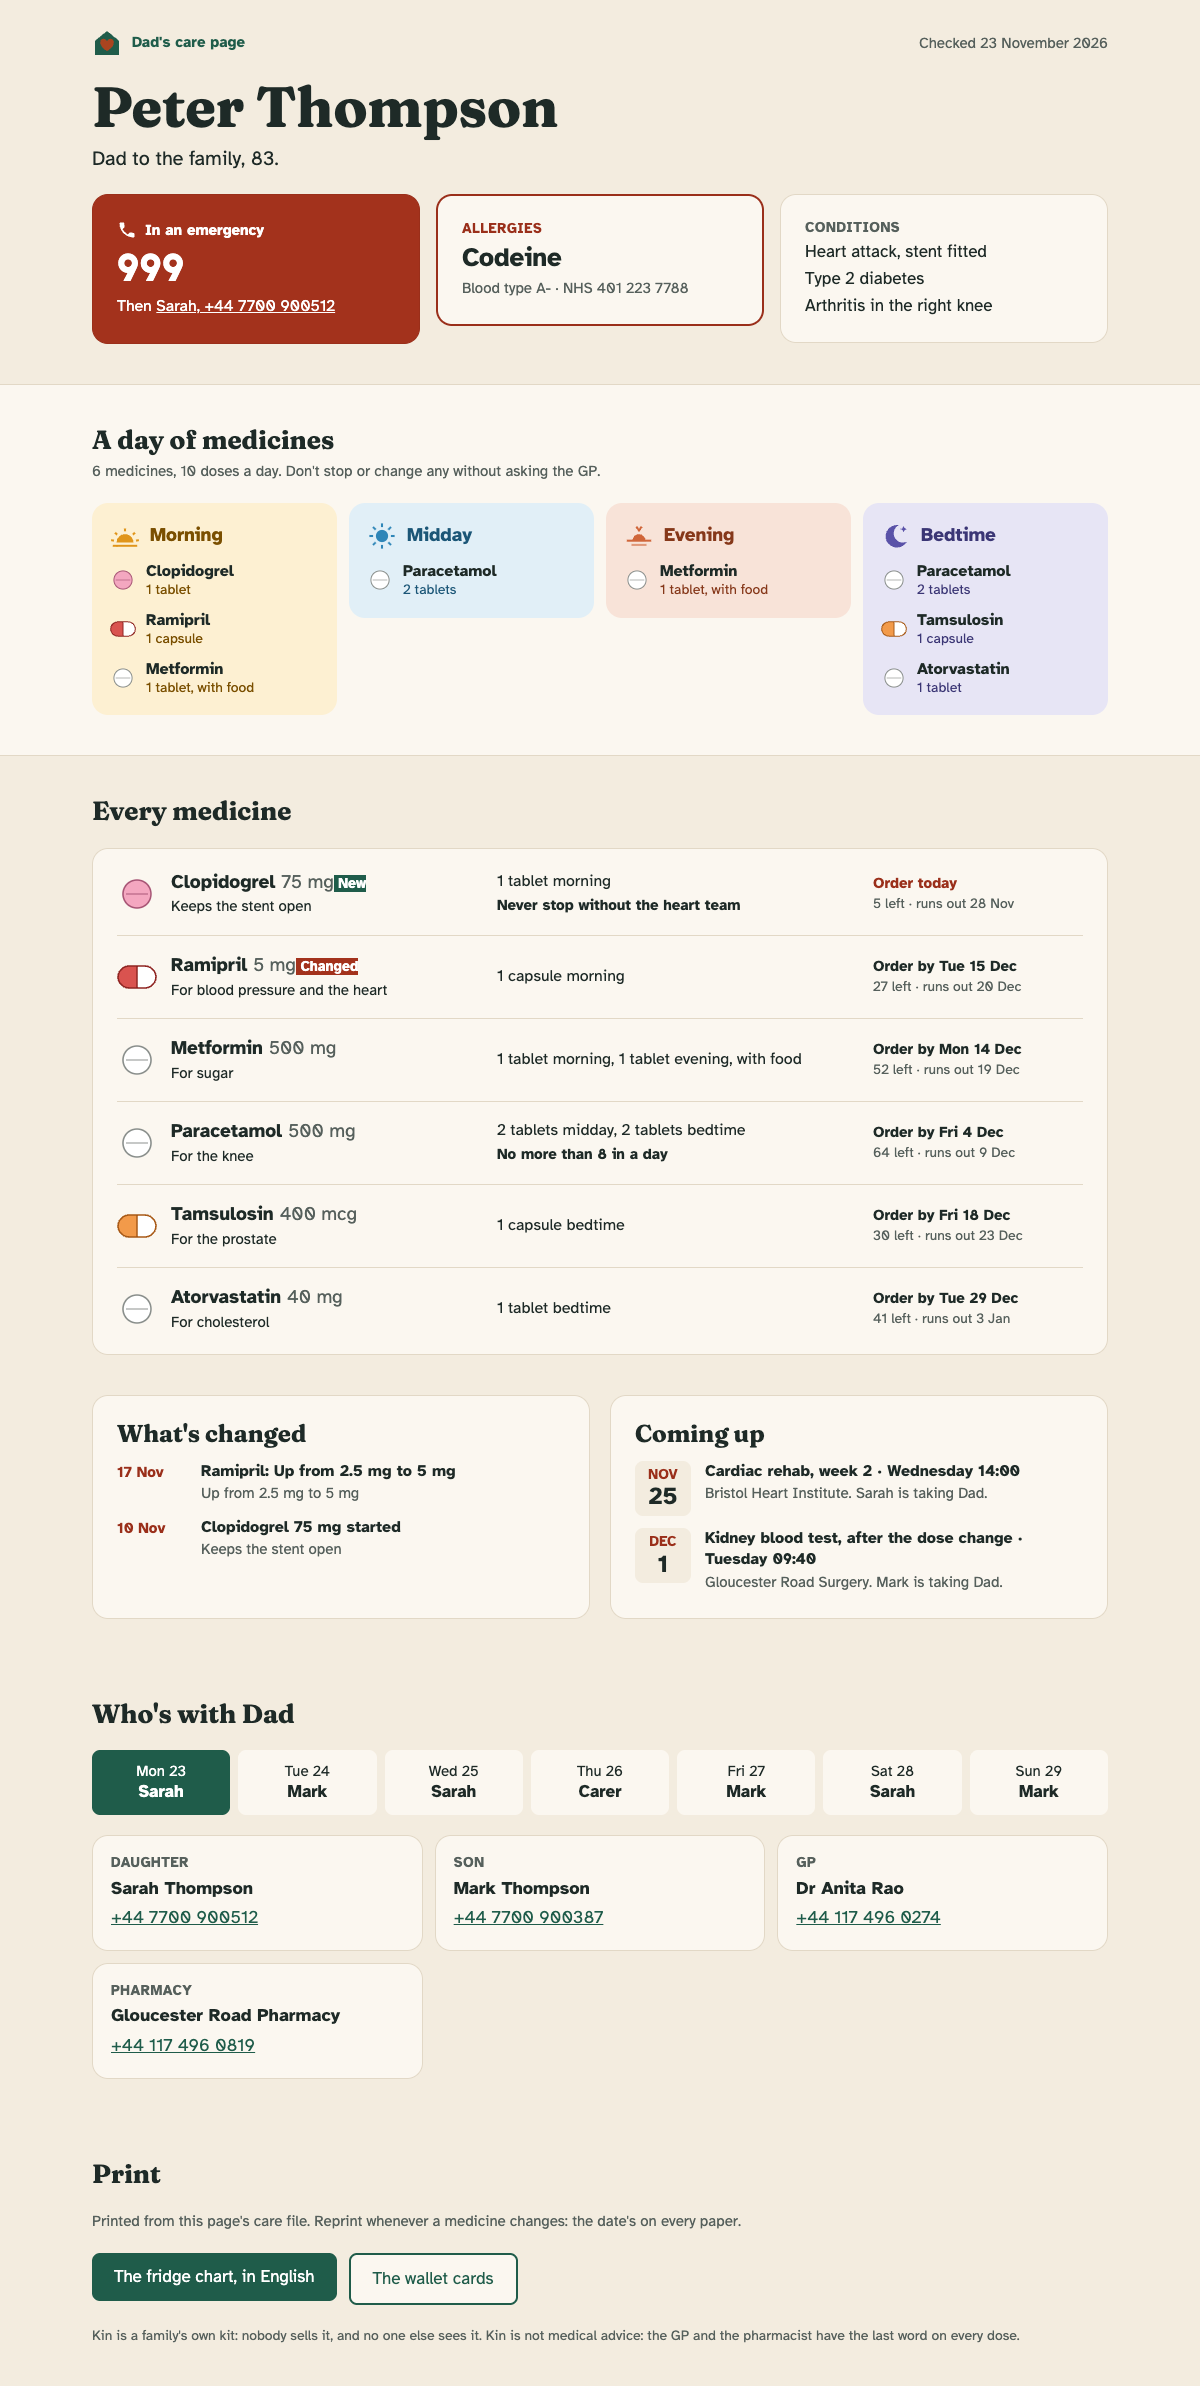 Dad's care page
Checked 23 November 2026
Peter Thompson
Dad to the family, 83.
In an emergency
999
Then Sarah, +44 7700 900512
ALLERGIES
Codeine
Blood type A- · NHS 401 223 7788
CONDITIONS
Heart attack, stent fitted
Type 2 diabetes
Arthritis in the right knee
A day of medicines
6 medicines, 10 doses a day. Don't stop or change any without asking the GP.
Morning
Clopidogrel
1 tablet
Ramipril
1 capsule
Metformin
1 tablet, with food
Midday
Paracetamol
2 tablets
Evening
Metformin
1 tablet, with food
Bedtime
Paracetamol
2 tablets
Tamsulosin
1 capsule
Atorvastatin
1 tablet
Every medicine
Clopidogrel 75 mg New
Keeps the stent open
1 tablet morning
Never stop without the heart team
Order today
5 left · runs out 28 Nov
Ramipril 5 mg Changed
For blood pressure and the heart
1 capsule morning
Order by Tue 15 Dec
27 left · runs out 20 Dec
Metformin 500 mg
For sugar
1 tablet morning, 1 tablet evening, with food
Order by Mon 14 Dec
52 left · runs out 19 Dec
Paracetamol 500 mg
For the knee
2 tablets midday, 2 tablets bedtime
No more than 8 in a day
Order by Fri 4 Dec
64 left · runs out 9 Dec
Tamsulosin 400 mcg
For the prostate
1 capsule bedtime
Order by Fri 18 Dec
30 left · runs out 23 Dec
Atorvastatin 40 mg
For cholesterol
1 tablet bedtime
Order by Tue 29 Dec
41 left · runs out 3 Jan
What's changed
17 Nov
Ramipril: Up from 2.5 mg to 5 mg
Up from 2.5 mg to 5 mg
10 Nov
Clopidogrel 75 mg started
Keeps the stent open
Coming up
NOV
25
Cardiac rehab, week 2 · Wednesday 14:00
Bristol Heart Institute. Sarah is taking Dad.
DEC
1
Kidney blood test, after the dose change ·
Tuesday 09:40
Gloucester Road Surgery. Mark is taking Dad.
Who's with Dad
Mon 23
Sarah
Tue 24
Mark
Wed 25
Sarah
Thu 26
Carer
Fri 27
Mark
Sat 28
Sarah
Sun 29
Mark
DAUGHTER
Sarah Thompson
+44 7700 900512
SON
Mark Thompson
+44 7700 900387
GP
Dr Anita Rao
+44 117 496 0274
PHARMACY
Gloucester Road Pharmacy
+44 117 496 0819
Print
Printed from this page's care file. Reprint whenever a medicine changes: the date's on every paper.
The fridge chart, in English
The wallet cards
Kin is a family's own kit: nobody sells it, and no one else sees it. Kin is not medical advice: the GP and the pharmacist have the last word on every dose.